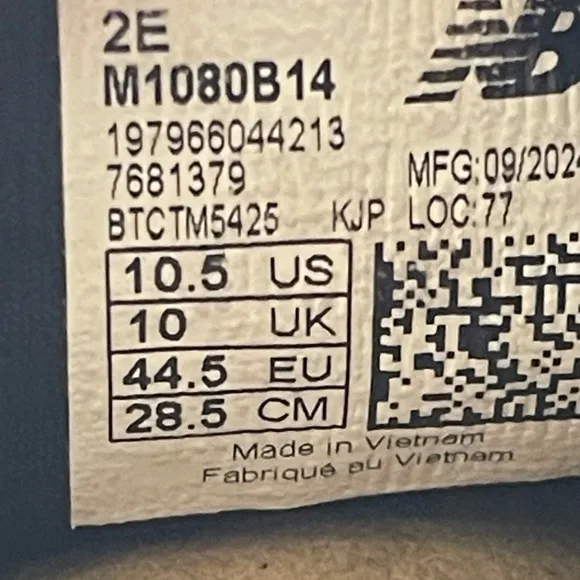 2E
M1080B14
197966044213
7681379 MFG:09/2024
BTCTM5425 KJP LOC:77
10.5 US
10 UK
44.5 EU
28.5 CM
Made in Vietnam
Fabriqué au Vietnam